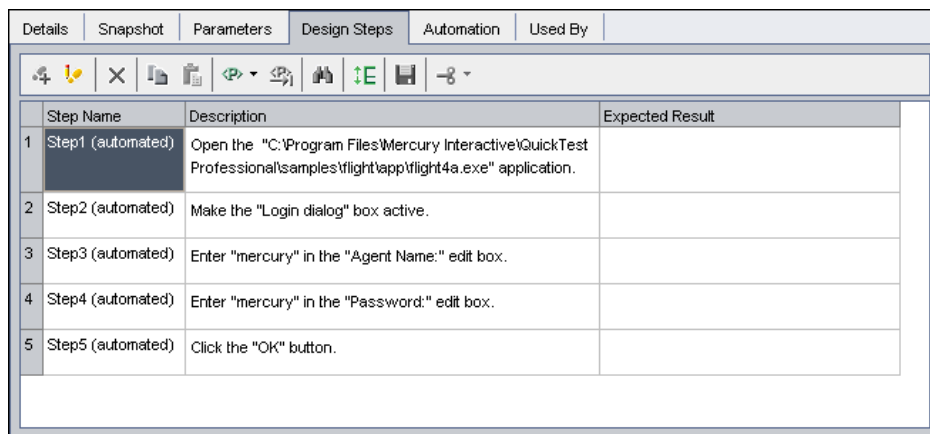 Details Snapshot Parameters Design Steps Automation Used By
Step Name Description Expected Result
1 Step1 (automated) Open the "C:\Program Files\Mercury Interactive\QuickTest
Professional\samples\flight\app\flight4a.exe" application.
2 Step2 (automated) Make the "Login dialog" box active.
3 Step3 (automated) Enter "mercury" in the "Agent Name:" edit box.
4 Step4 (automated) Enter "mercury" in the "Password:" edit box.
5 Step5 (automated) Click the "OK" button.